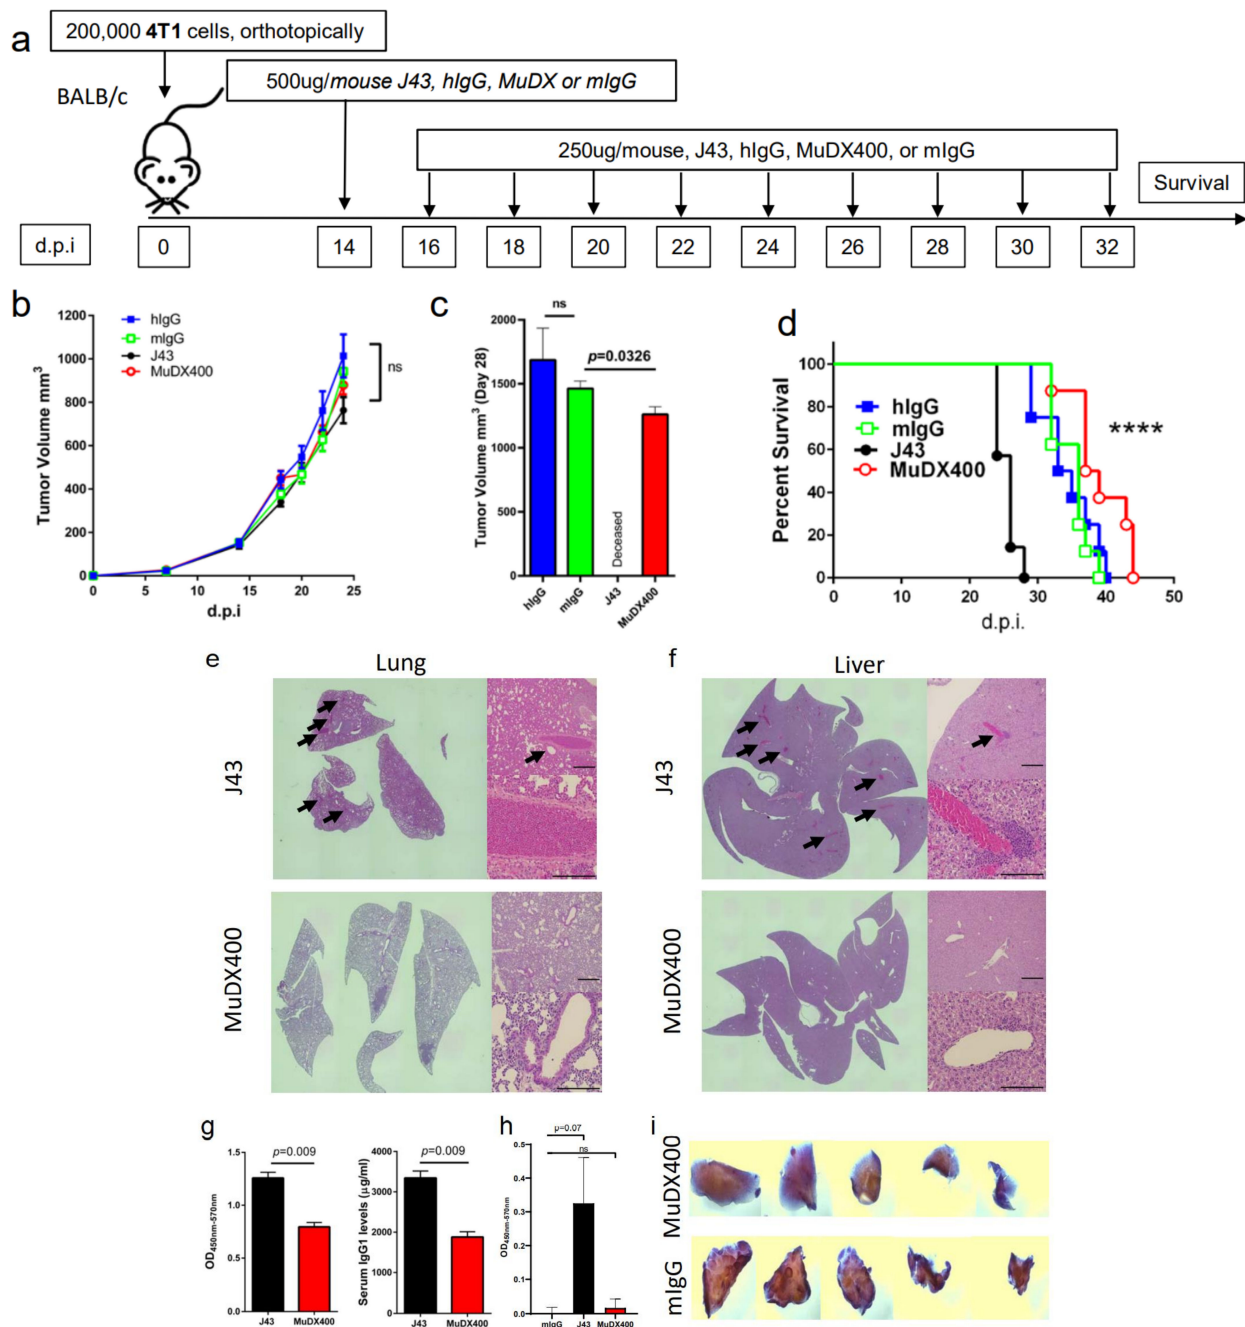 a
200,000 4T1 cells, orthotopically
BALB/c
500ug/mouse J43, hIgG, MuDX or mIgG
250ug/mouse, J43, hIgG, MuDX400, or mIgG
Survival
d.p.i
0
14
16
18
20
22
24
26
28
30
32
b
1200
1000
800
600
400
200
0
Tumor Volume mm³
hIgG
mIgG
J43
MuDX400
ns
0
5
10
15
20
25
30
d.p.i
c
2000
1500
1000
500
0
Tumor Volume mm³ (Day 28)
ns
p=0.0326
Deceased
hIgG
mIgG
J43
MuDX400
d
100
80
60
40
20
0
Percent Survival
hIgG
mIgG
J43
MuDX400
****
0
20
30
40
50
d.p.i.
e
Lung
J43
MuDX400
f
Liver
J43
MuDX400
g
1.5
1.0
0.5
0.0
OD450nm-570nm
p=0.009
J43
MuDX400
4000
3000
2000
1000
0
Serum IgG1 levels (µg/ml)
p=0.009
J43
MuDX400
h
0.5
0.4
0.3
0.2
0.1
0.0
OD450nm-570nm
p=0.07
ns
mIgG
J43
MuDX400
i
MuDX400
mIgG